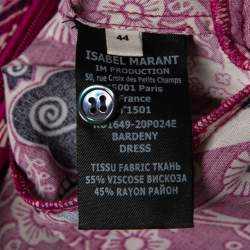 44
ISABEL MARANT
IM PRODUCTION
50, rue Croix des Petits Champs
75001 PARIS
France
n°1501
RO1649-20P024E
BARDENY
DRESS
TISSU FABRIC ТКАНЬ
55% VISCOSE ВИСКОЗА
45% RAYON РАЙОН